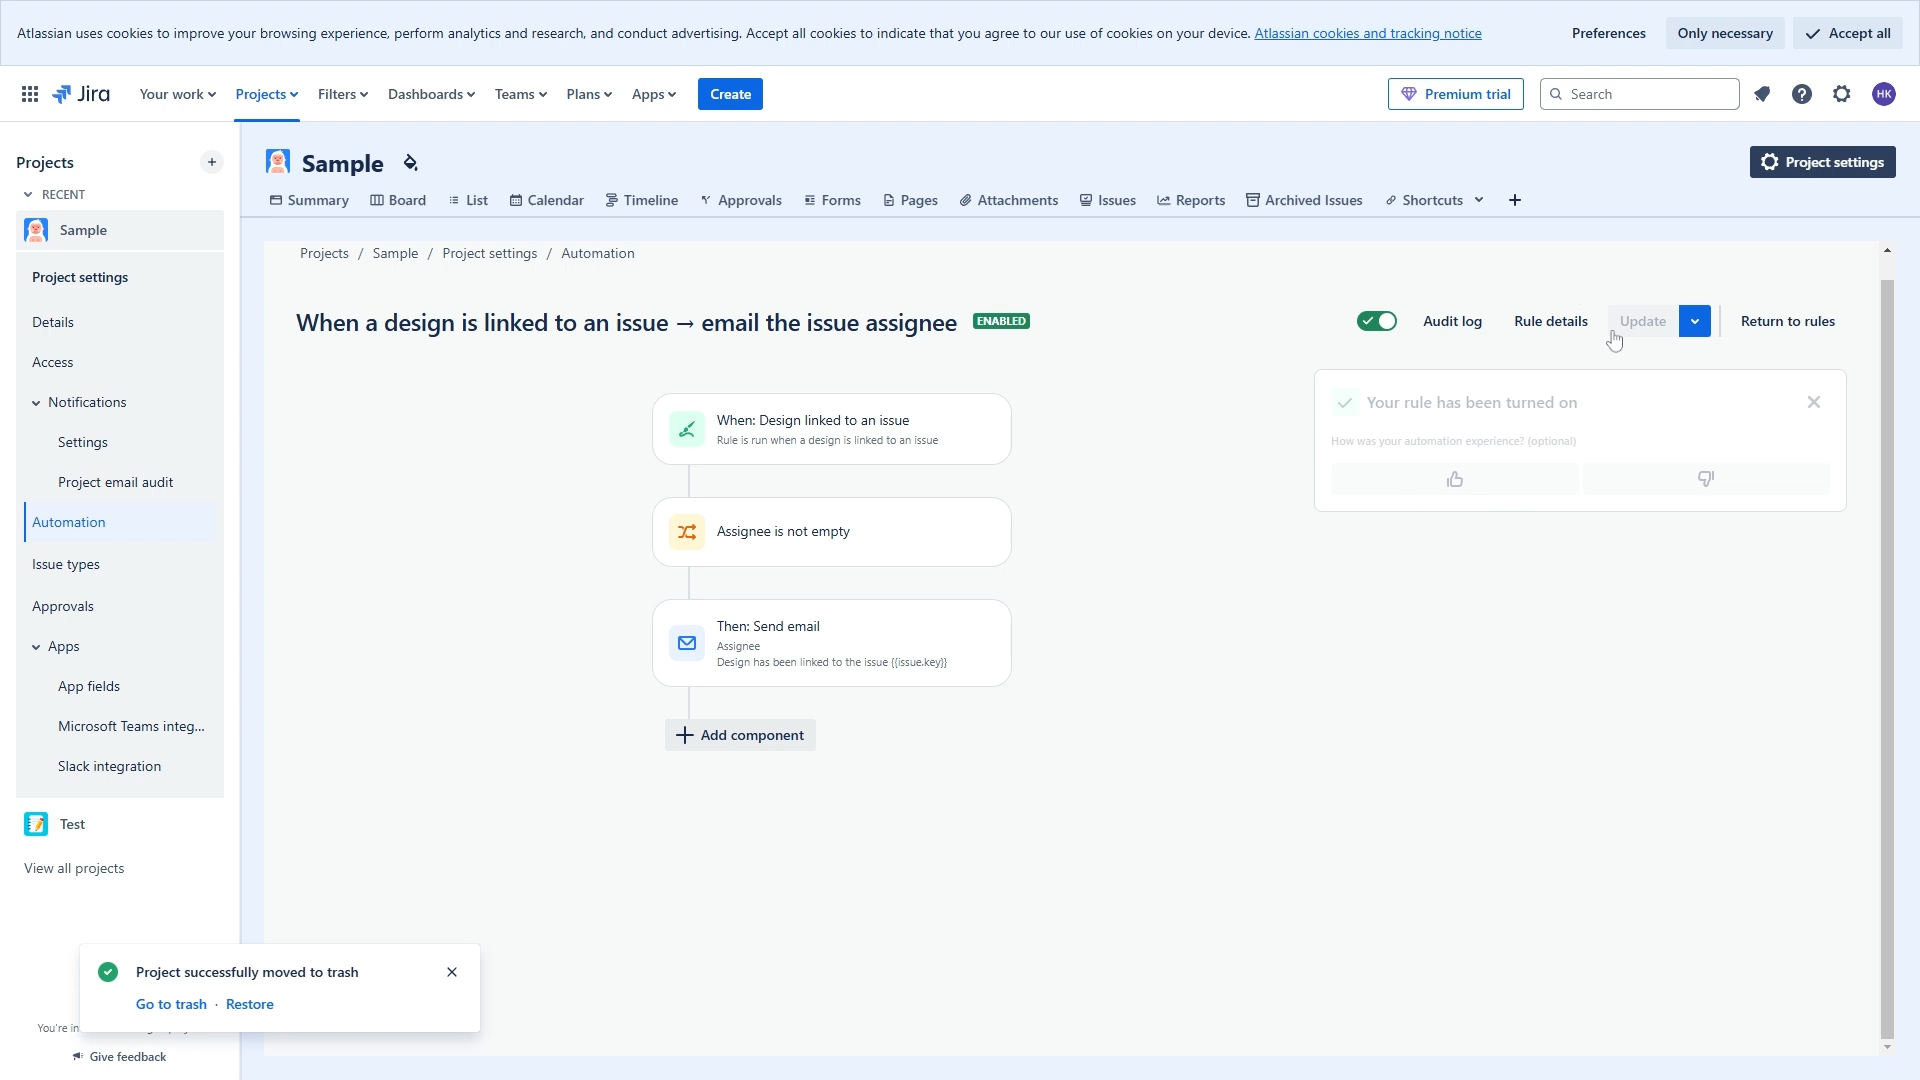 Atlassian uses cookies to improve your browsing experience, perform analytics and research, and conduct advertising. Accept all cookies to indicate that you agree to our use of cookies on your device. Atlassian cookies and tracking notice
Preferences
Only necessary
Accept all
Jira
Your work
Projects
Filters
Dashboards
Teams
Plans
Apps
Create
Premium trial
Search
HK
Projects
RECENT
Sample
Project settings
Details
Access
Notifications
Settings
Project email audit
Automation
Issue types
Approvals
Apps
App fields
Microsoft Teams integ...
Slack integration
Test
View all projects
Sample
Project settings
Summary
Board
List
Calendar
Timeline
Approvals
Forms
Pages
Attachments
Issues
Reports
Archived Issues
Shortcuts
Projects / Sample / Project settings / Automation
When a design is linked to an issue → email the issue assignee
ENABLED
Audit log
Rule details
Update
Return to rules
When: Design linked to an issue
Rule is run when a design is linked to an issue
Assignee is not empty
Then: Send email
Assignee
Design has been linked to the issue {{issue.key}}
Add component
Your rule has been turned on
How was your automation experience? (optional)
Project successfully moved to trash
Go to trash · Restore
You're in
Give feedback